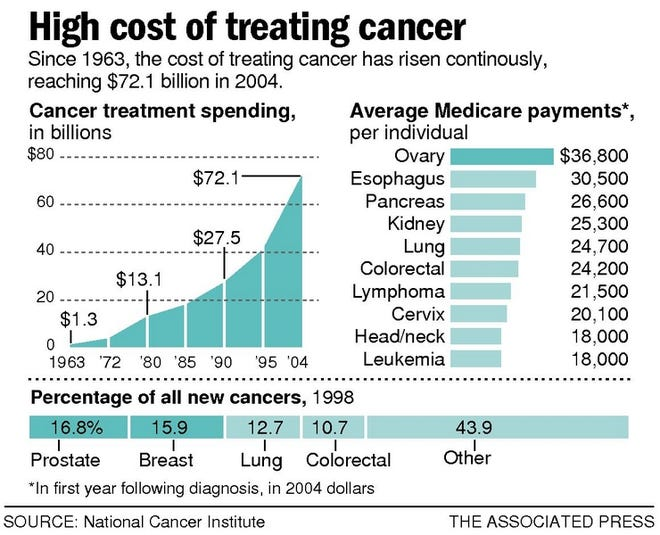 High cost of treating cancer
Since 1963, the cost of treating cancer has risen continously,
reaching $72.1 billion in 2004.
Cancer treatment spending,
in billions
$80
60
40
20
0
$1.3
$13.1
$27.5
$72.1
1963 '72 '80 '85 '90 '95 '04
Average Medicare payments*,
per individual
Ovary $36,800
Esophagus 30,500
Pancreas 26,600
Kidney 25,300
Lung 24,700
Colorectal 24,200
Lymphoma 21,500
Cervix 20,100
Head/neck 18,000
Leukemia 18,000
Percentage of all new cancers, 1998
16.8% 15.9 12.7 10.7 43.9
Prostate Breast Lung Colorectal Other
*In first year following diagnosis, in 2004 dollars
SOURCE: National Cancer Institute THE ASSOCIATED PRESS